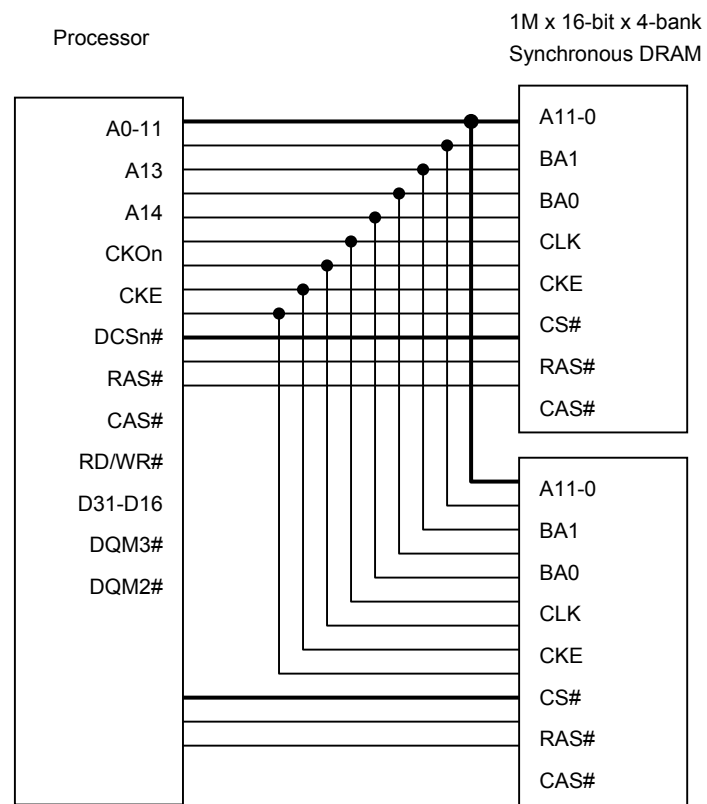 Processor
1M x 16-bit x 4-bank
Synchronous DRAM
A0-11
A13
A14
CKOn
CKE
DCSn#
RAS#
CAS#
RD/WR#
D31-D16
DQM3#
DQM2#
A11-0
BA1
BA0
CLK
CKE
CS#
RAS#
CAS#
A11-0
BA1
BA0
CLK
CKE
CS#
RAS#
CAS#